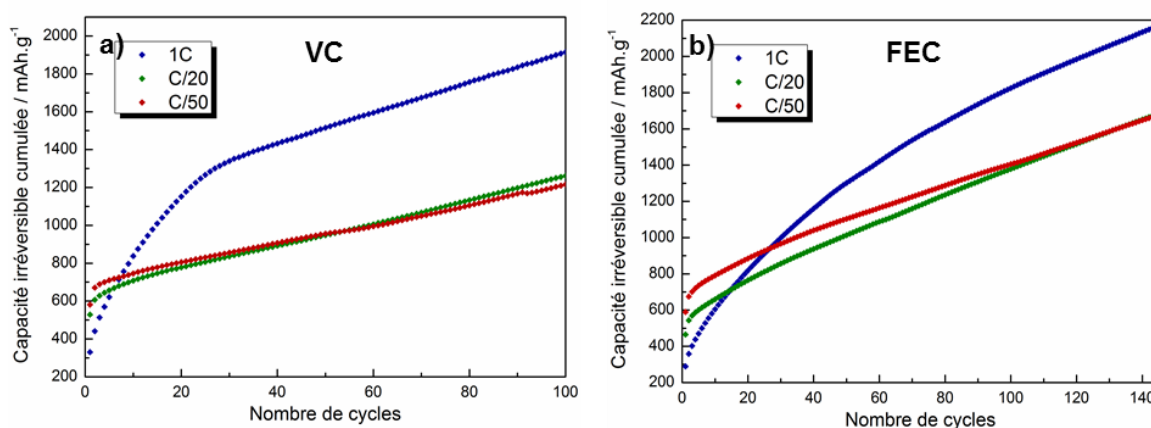 a)
VC
1C
C/20
C/50
Capacité irréversible cumulée / mAh.g⁻¹
2000
1800
1600
1400
1200
1000
800
600
400
200
0 20 40 60 80 100
Nombre de cycles
b)
FEC
1C
C/20
C/50
Capacité irréversible cumulée / mAh.g⁻¹
2200
2000
1800
1600
1400
1200
1000
800
600
400
200
0 20 40 60 80 100 120 140
Nombre de cycles